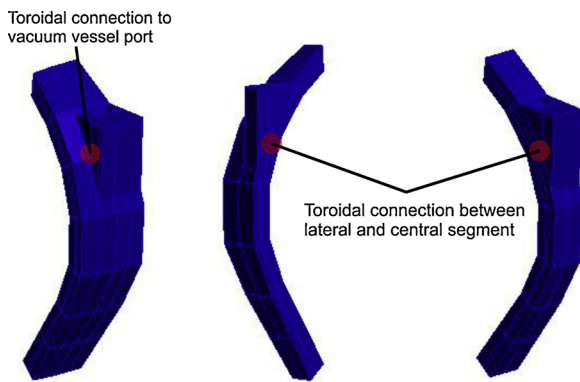 Toroidal connection to
vacuum vessel port
Toroidal connection between
lateral and central segment